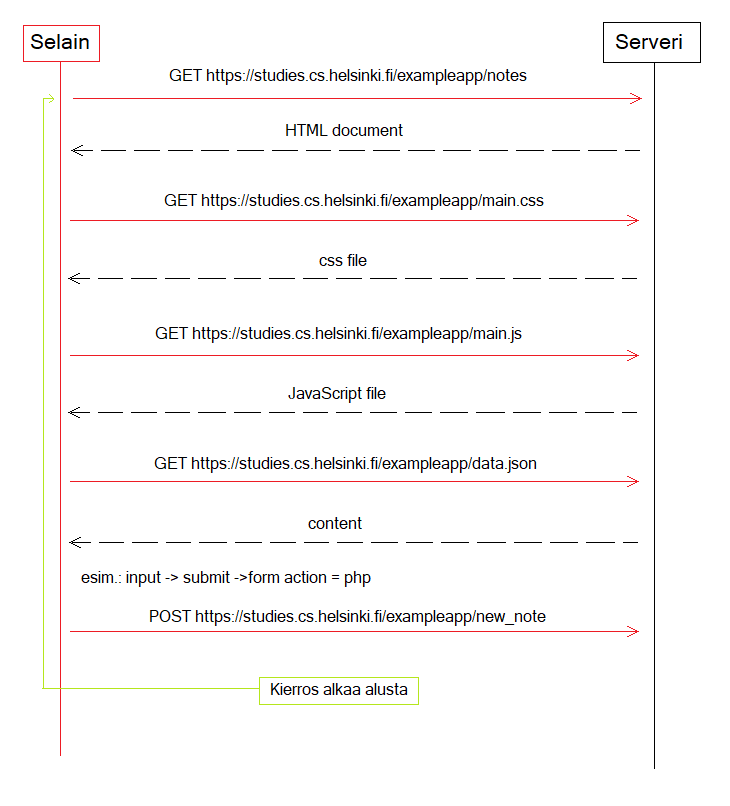 Selain
Serveri
GET https://studies.cs.helsinki.fi/exampleapp/notes
HTML document
GET https://studies.cs.helsinki.fi/exampleapp/main.css
css file
GET https://studies.cs.helsinki.fi/exampleapp/main.js
JavaScript file
GET https://studies.cs.helsinki.fi/exampleapp/data.json
content
esim.: input -> submit ->form action = php
POST https://studies.cs.helsinki.fi/exampleapp/new_note
Kierros alkaa alusta